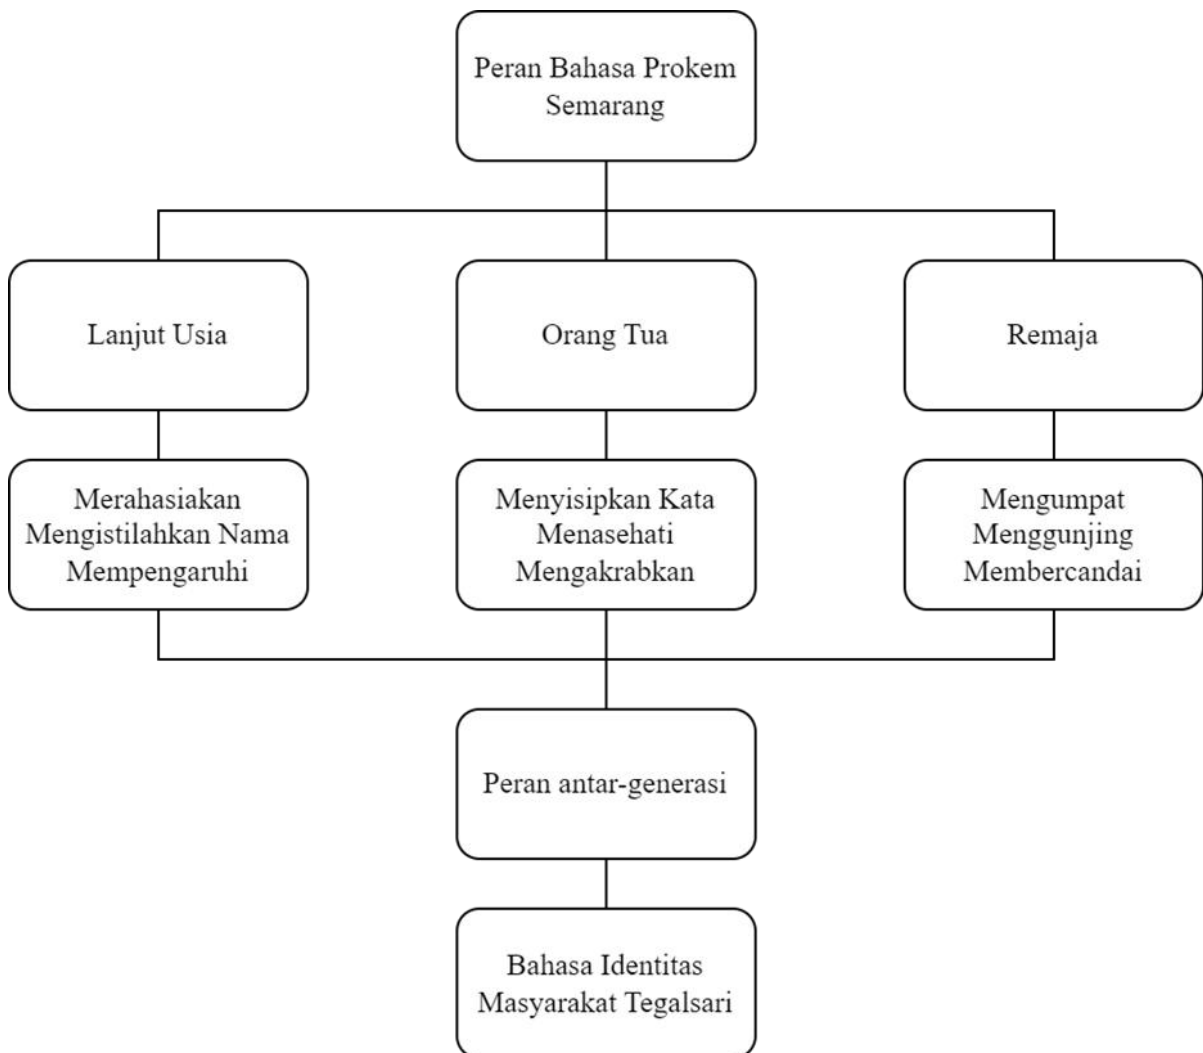 Peran Bahasa Prokem
Semarang
Lanjut Usia
Orang Tua
Remaja
Merahasiakan
Mengistilahkan Nama
Mempengaruhi
Menyisipkan Kata
Menasehati
Mengakrabkan
Mengumpat
Menggunjing
Membercandai
Peran antar-generasi
Bahasa Identitas
Masyarakat Tegalsari